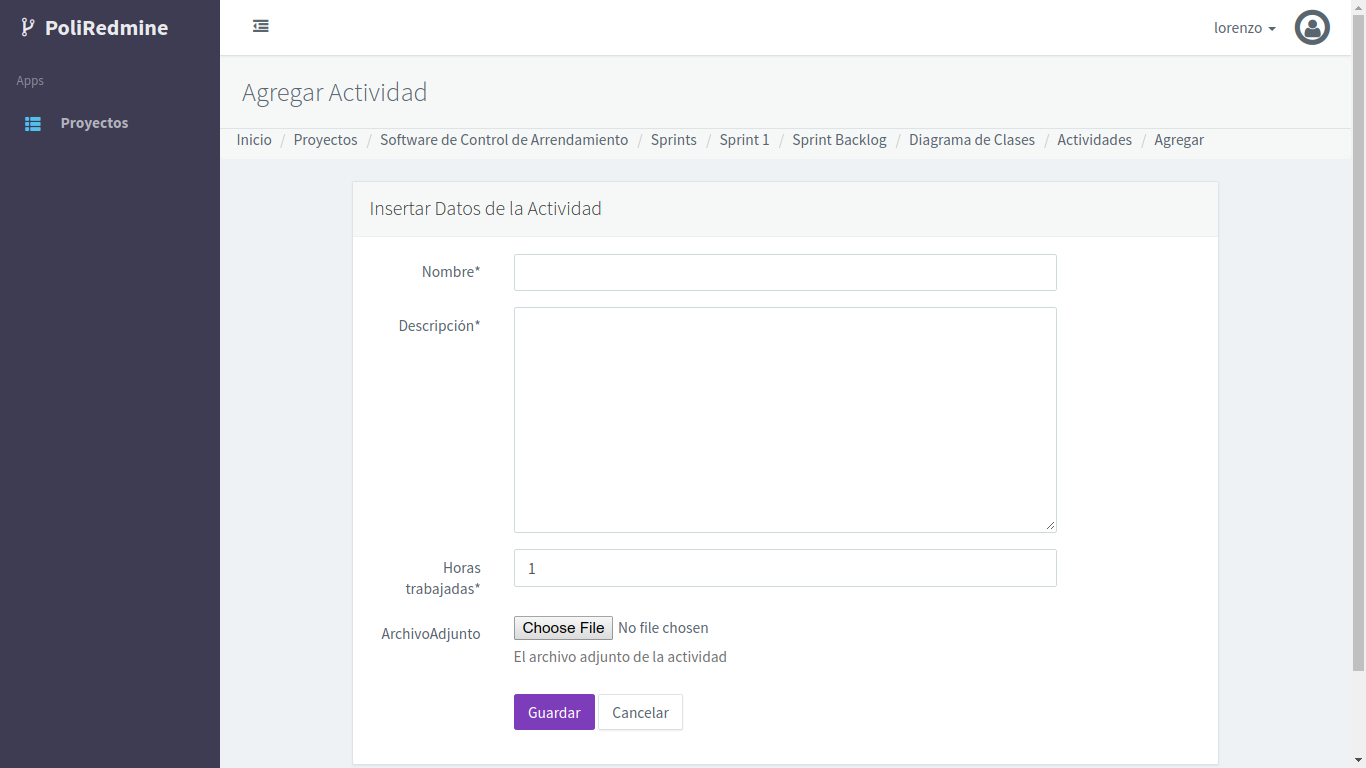 PoliRedmine
lorenzo
Apps
Proyectos
Agregar Actividad
Inicio / Proyectos / Software de Control de Arrendamiento / Sprints / Sprint 1 / Sprint Backlog / Diagrama de Clases / Actividades / Agregar
Insertar Datos de la Actividad
Nombre*
Descripción*
Horas
trabajadas*
1
ArchivoAdjunto
Choose File No file chosen
El archivo adjunto de la actividad
Guardar Cancelar